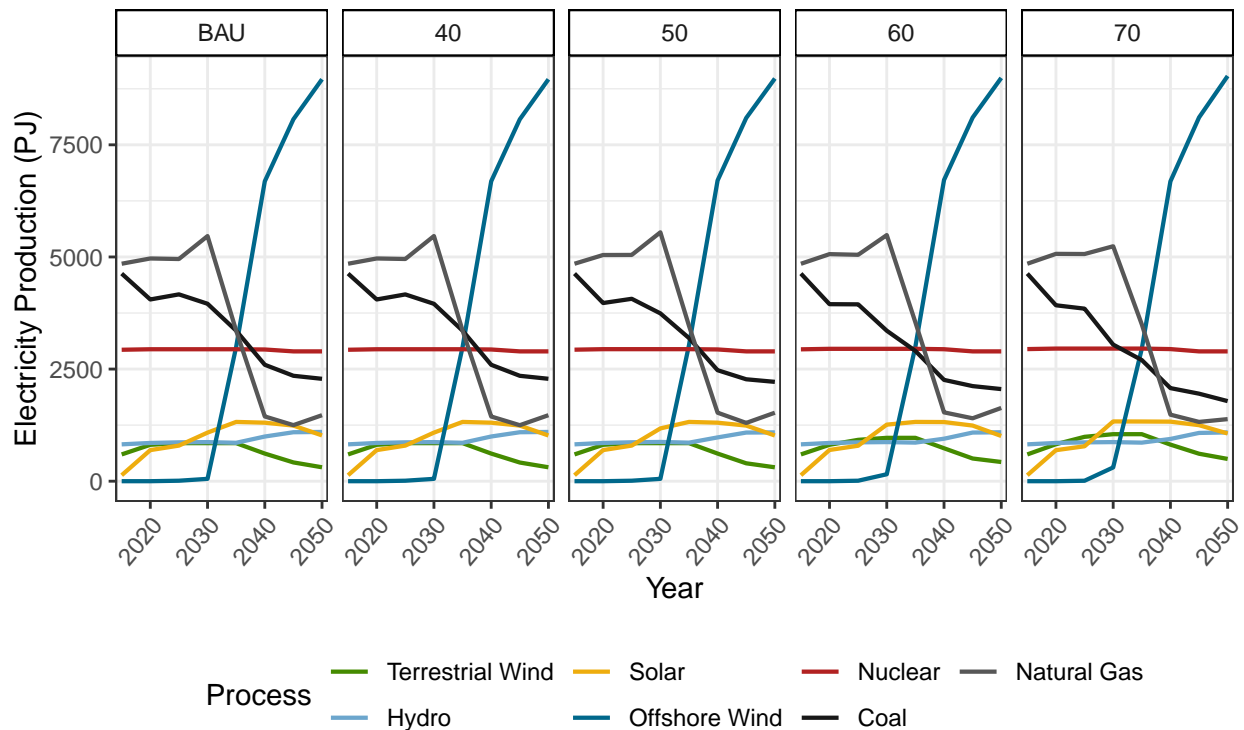 BAU 40 50 60 70
Electricity Production (PJ)
7500
5000
2500
0
2020 2030 2040 2050 2020 2030 2040 2050 2020 2030 2040 2050 2020 2030 2040 2050 2020 2030 2040 2050
Year
Process
Terrestrial Wind Solar Nuclear Natural Gas
Hydro Offshore Wind Coal